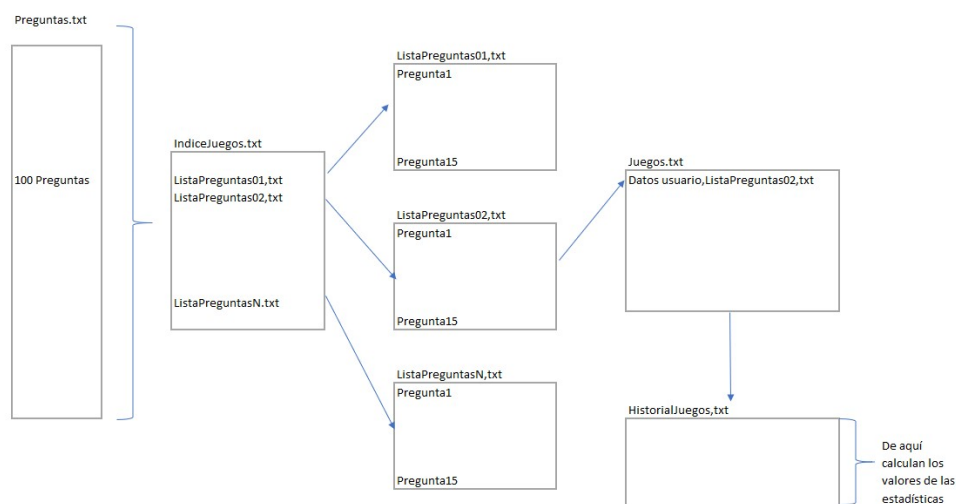 Preguntas.txt
100 Preguntas
IndiceJuegos.txt
ListaPreguntas01,txt
ListaPreguntas02,txt
ListaPreguntasN.txt
ListaPreguntas01,txt
Pregunta1
Pregunta15
ListaPreguntas02,txt
Pregunta1
Pregunta15
ListaPreguntasN,txt
Pregunta1
Pregunta15
Juegos.txt
Datos usuario,ListaPreguntas02,txt
HistorialJuegos,txt
De aquí
calculan los
valores de las
estadísticas